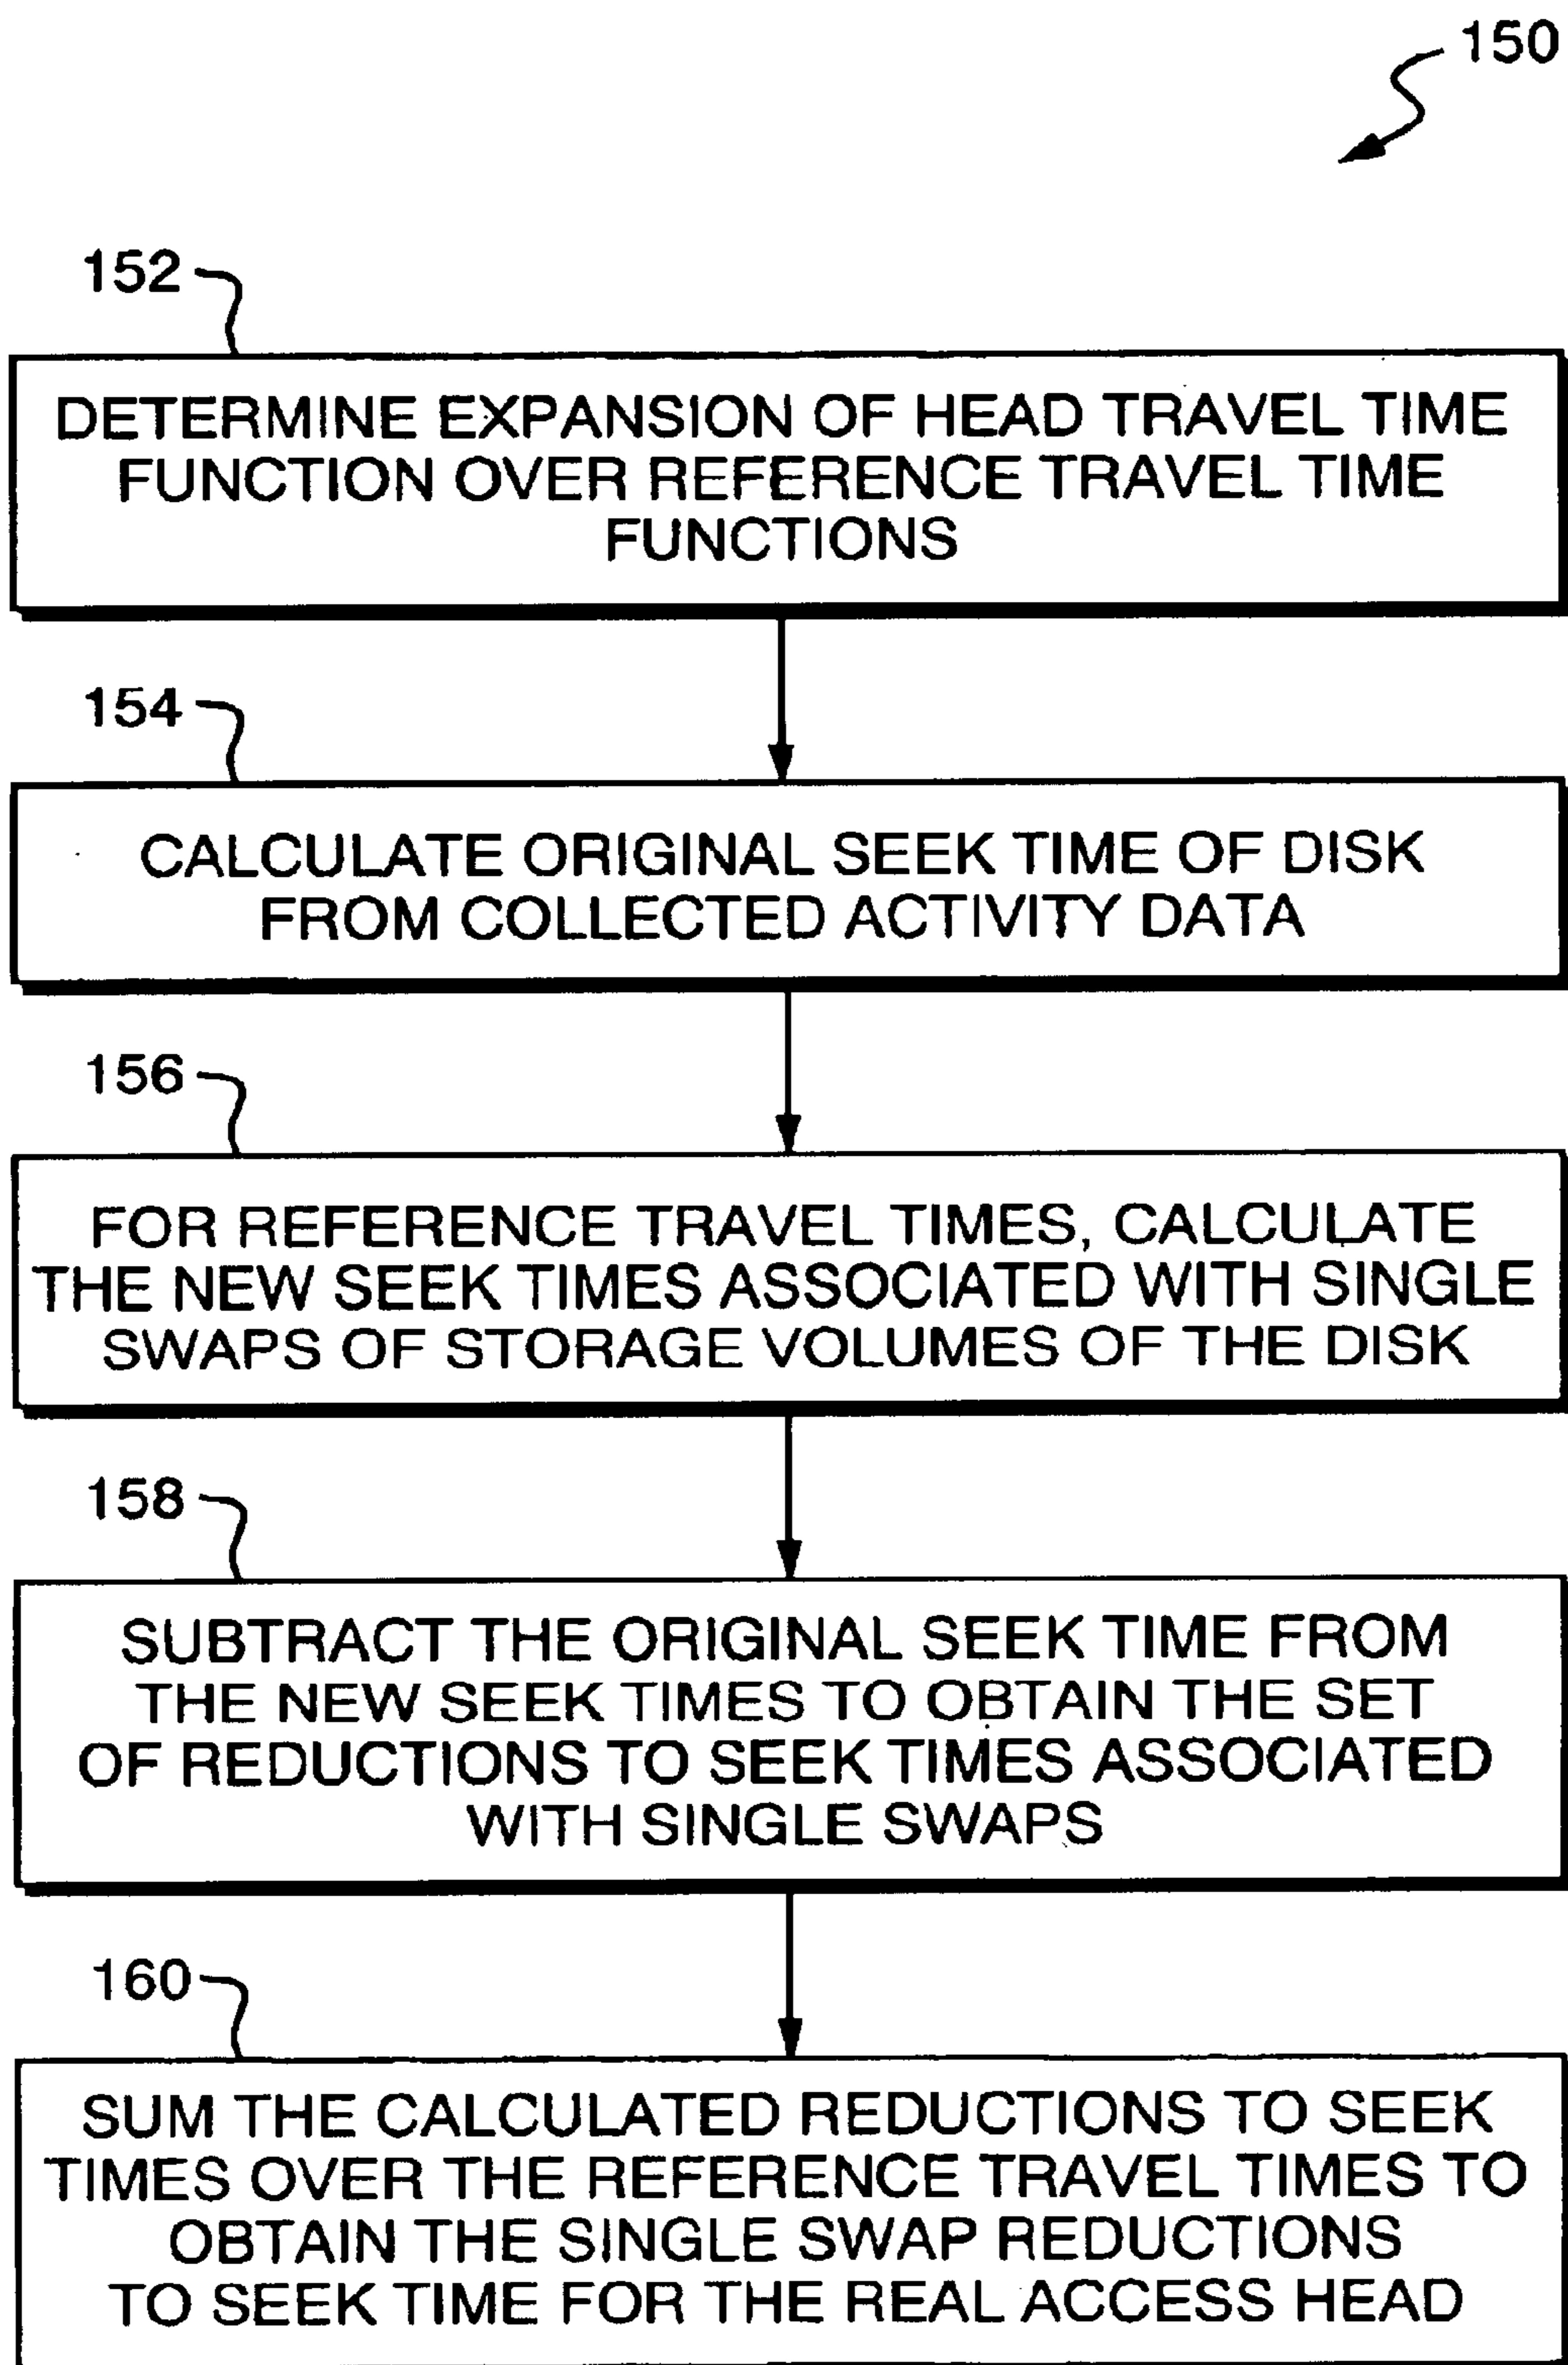 150
152
DETERMINE EXPANSION OF HEAD TRAVEL TIME
FUNCTION OVER REFERENCE TRAVEL TIME
FUNCTIONS
154
CALCULATE ORIGINAL SEEK TIME OF DISK
FROM COLLECTED ACTIVITY DATA
156
FOR REFERENCE TRAVEL TIMES, CALCULATE
THE NEW SEEK TIMES ASSOCIATED WITH SINGLE
SWAPS OF STORAGE VOLUMES OF THE DISK
158
SUBTRACT THE ORIGINAL SEEK TIME FROM
THE NEW SEEK TIMES TO OBTAIN THE SET
OF REDUCTIONS TO SEEK TIMES ASSOCIATED
WITH SINGLE SWAPS
160
SUM THE CALCULATED REDUCTIONS TO SEEK
TIMES OVER THE REFERENCE TRAVEL TIMES TO
OBTAIN THE SINGLE SWAP REDUCTIONS
TO SEEK TIME FOR THE REAL ACCESS HEAD